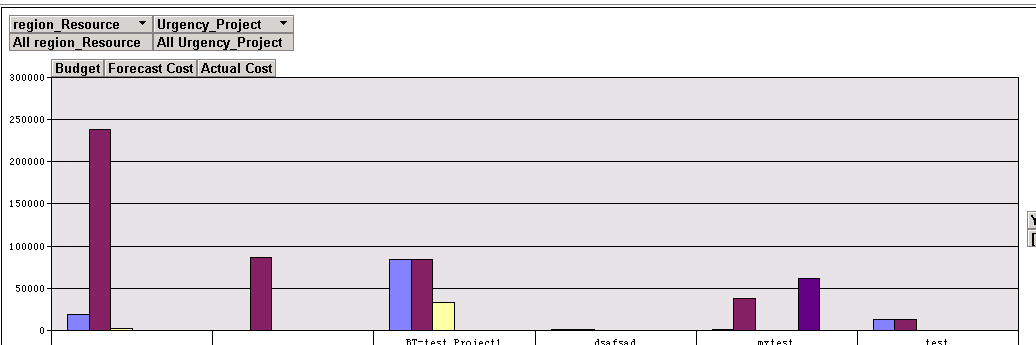 region_Resource Urgency_Project
All region_Resource All Urgency_Project
Budget Forecast Cost Actual Cost
300000
250000
200000
150000
100000
50000
0
BT-test Project1 dsafsad mytest test